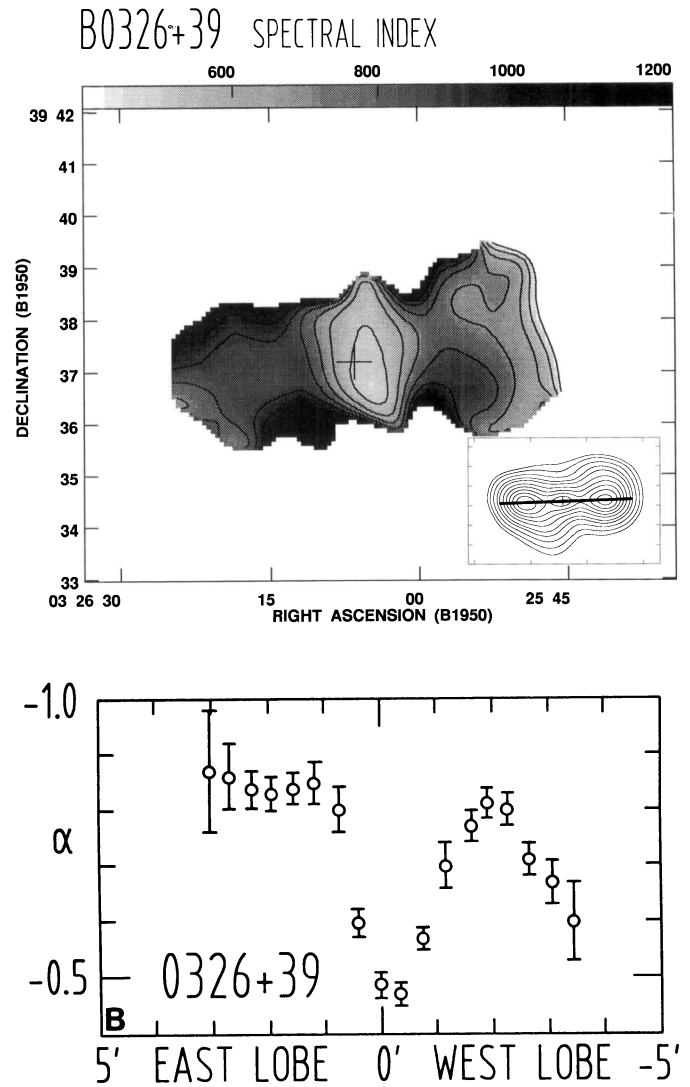 B0326+39 SPECTRAL INDEX
600 800 1000 1200
39 42
41
40
39
38
37
36
35
34
33
DECLINATION (B1950)
03 26 30 15 00 25 45
RIGHT ASCENSION (B1950)
-1.0
α
-0.5
0326+39
B
5' EAST LOBE 0' WEST LOBE -5'